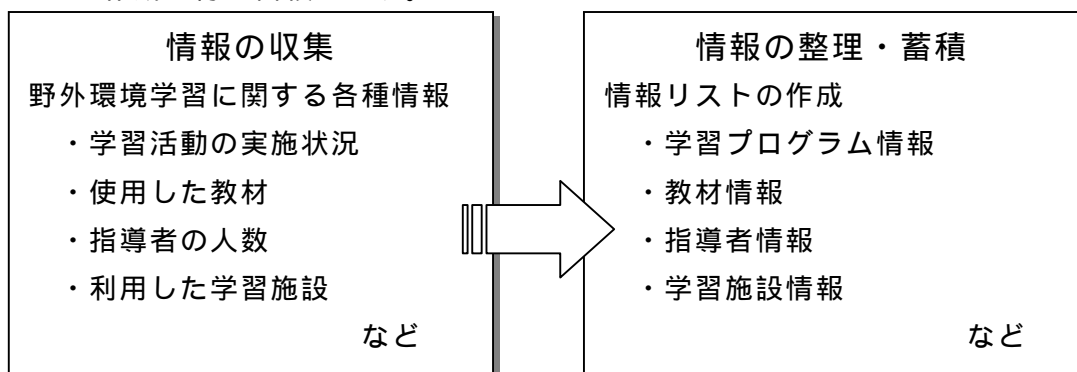 情報の収集
野外環境学習に関する各種情報
・学習活動の実施状況
・使用した教材
・指導者の人数
・利用した学習施設
など
情報の整理・蓄積
情報リストの作成
・学習プログラム情報
・教材情報
・指導者情報
・学習施設情報
など